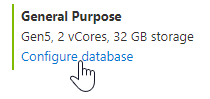 General Purpose
Gen5, 2 vCores, 32 GB storage
Configure database